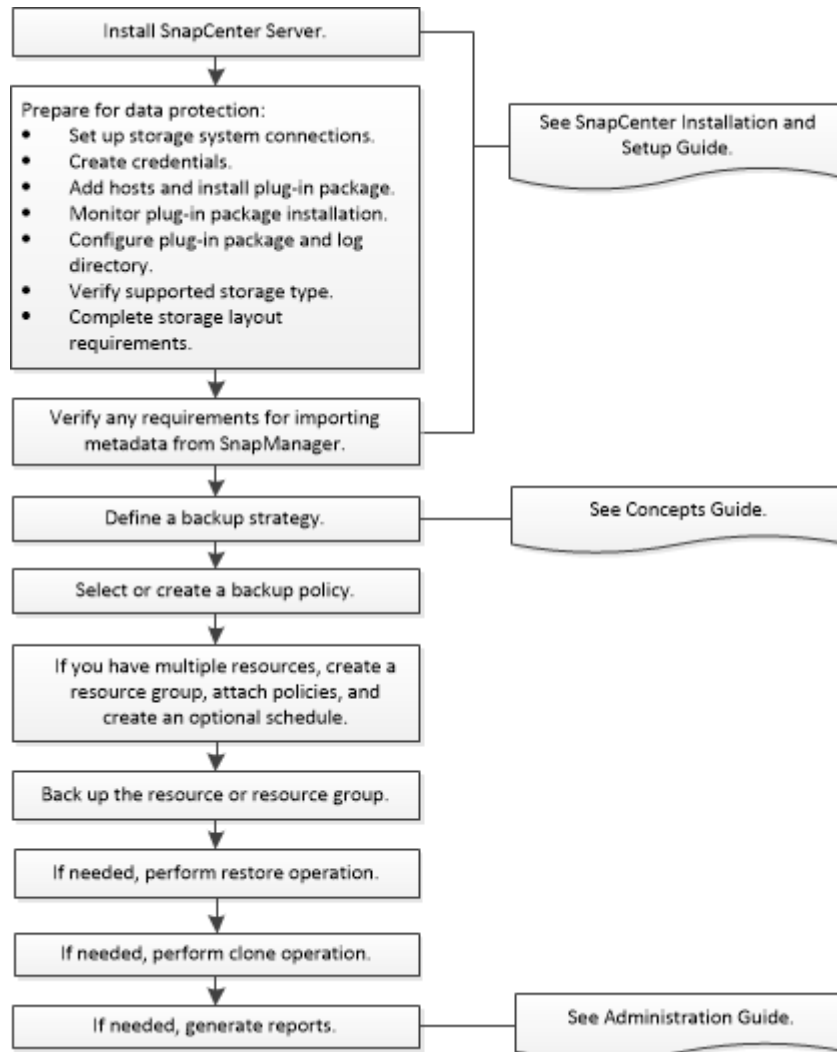 Install SnapCenter Server.
Prepare for data protection:
• Set up storage system connections.
• Create credentials.
• Add hosts and install plug-in package.
• Monitor plug-in package installation.
• Configure plug-in package and log
directory.
• Verify supported storage type.
• Complete storage layout
requirements.
See SnapCenter Installation and
Setup Guide.
Verify any requirements for importing
metadata from SnapManager.
Define a backup strategy.
See Concepts Guide.
Select or create a backup policy.
If you have multiple resources, create a
resource group, attach policies, and
create an optional schedule.
Back up the resource or resource group.
If needed, perform restore operation.
If needed, perform clone operation.
If needed, generate reports.
See Administration Guide.